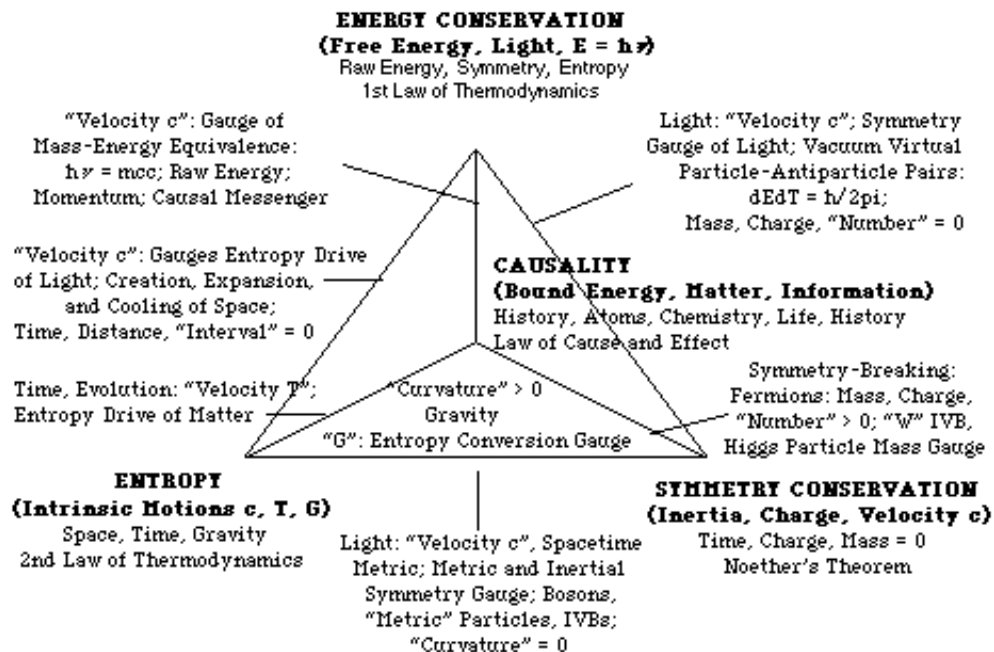 ENERGY CONSERVATION
(Free Energy, Light, E = hν)
Raw Energy, Symmetry, Entropy
1st Law of Thermodynamics
“Velocity c”: Gauge of
Mass-Energy Equivalence:
hν = mcc; Raw Energy;
Momentum; Causal Messenger
Light: “Velocity c”; Symmetry
Gauge of Light; Vacuum Virtual
Particle-Antiparticle Pairs:
dEdT = h/2pi;
Mass, Charge, “Number” = 0
“Velocity c”: Gauges Entropy Drive
of Light; Creation, Expansion,
and Cooling of Space;
Time, Distance, “Interval” = 0
CAUSALITY
(Bound Energy, Matter, Information)
History, Atoms, Chemistry, Life, History
Law of Cause and Effect
Time, Evolution: “Velocity T”;
Entropy Drive of Matter
“Curvature” > 0
Gravity
“G”: Entropy Conversion Gauge
Symmetry-Breaking:
Fermions: Mass, Charge,
“Number” > 0; “W” IVB,
Higgs Particle Mass Gauge
ENTROPY
(Intrinsic Motions c, T, G)
Space, Time, Gravity
2nd Law of Thermodynamics
Light: “Velocity c”, Spacetime
Metric; Metric and Inertial
Symmetry Gauge; Bosons,
“Metric” Particles, IVBs;
“Curvature” = 0
SYMMETRY CONSERVATION
(Inertia, Charge, Velocity c)
Time, Charge, Mass = 0
Noether’s Theorem